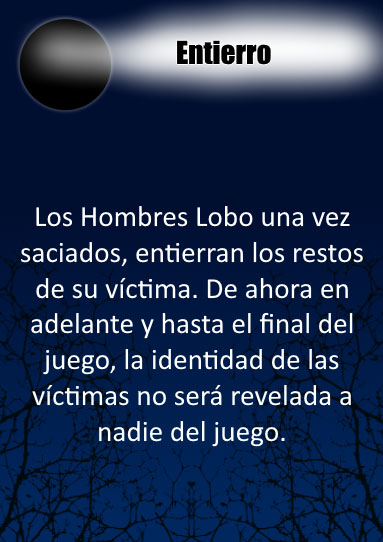 Entierro
Los Hombres Lobo una vez
saciados, entierran los restos
de su víctima. De ahora en
adelante y hasta el final del
juego, la identidad de las
víctimas no será revelada a
nadie del juego.